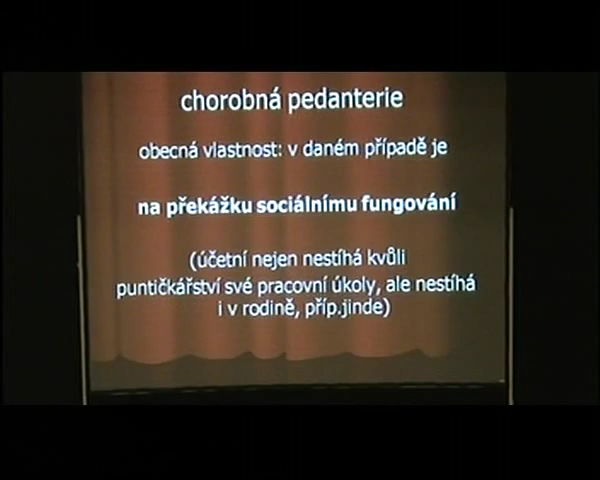 chorobná pedanterie
obecná vlastnost: v daném případě je
na překážku sociálnímu fungování
(účetní nejen nestíhá kvůli
puntičkářství své pracovní úkoly, ale nestíhá
i v rodině, příp.jinde)